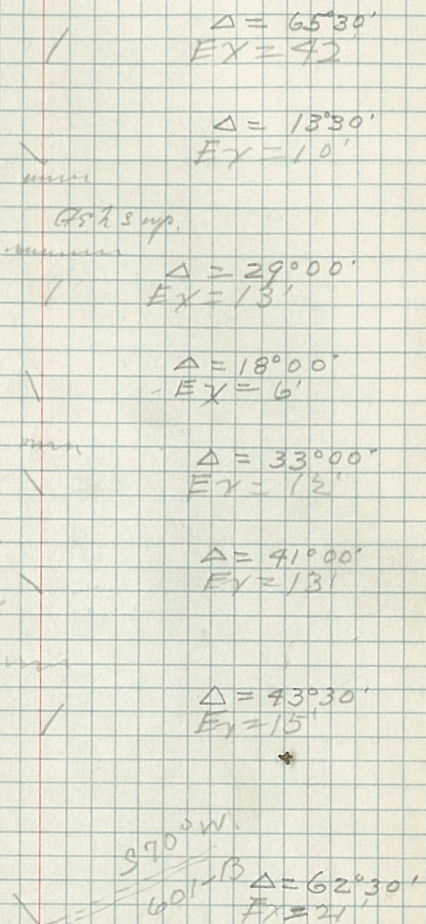 Δ = 65°30'
Ex = 42
Δ = 13°30'
Ex = 10'
Δ = 29°00'
Ex = 13'
Δ = 18°00'
Ex = 6'
Δ = 33°00'
Ex = 12'
Δ = 41°00'
Ex = 13'
Δ = 43°30'
Ex = 15'
S70°W.
601-B
Δ = 62°30'
Ex = 21'